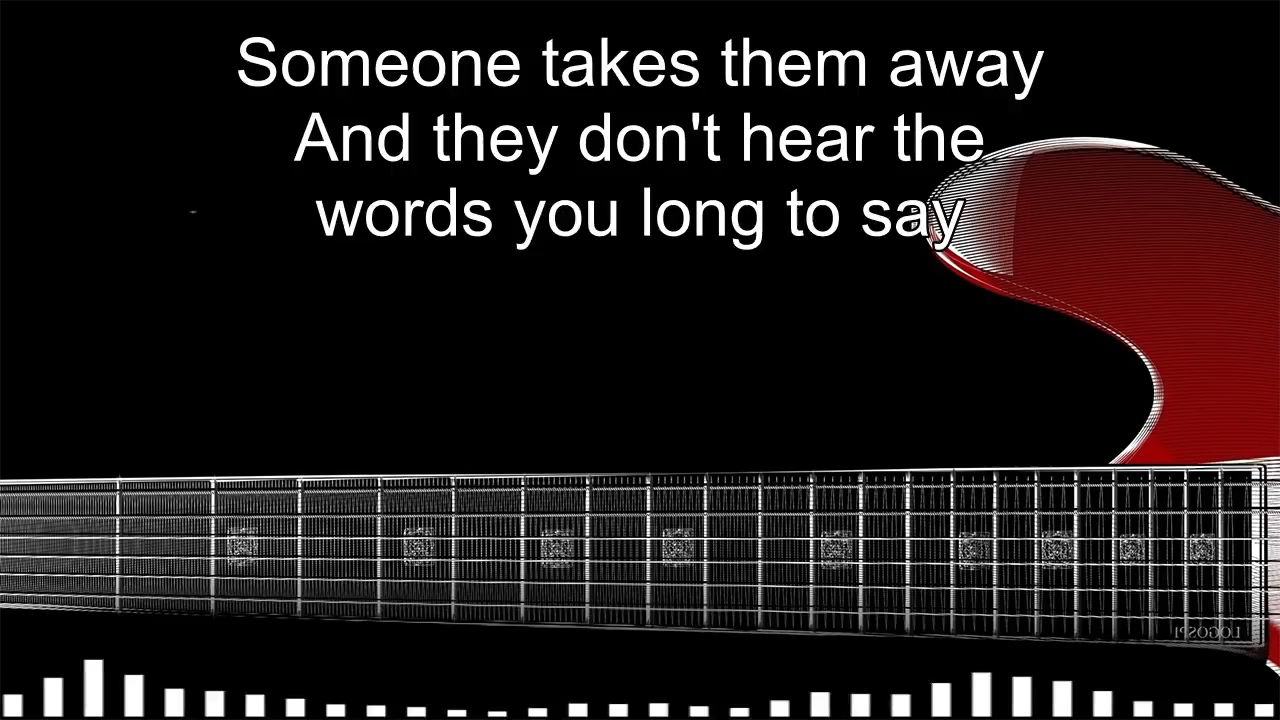 Someone takes them away
And they don't hear the
words you long to say